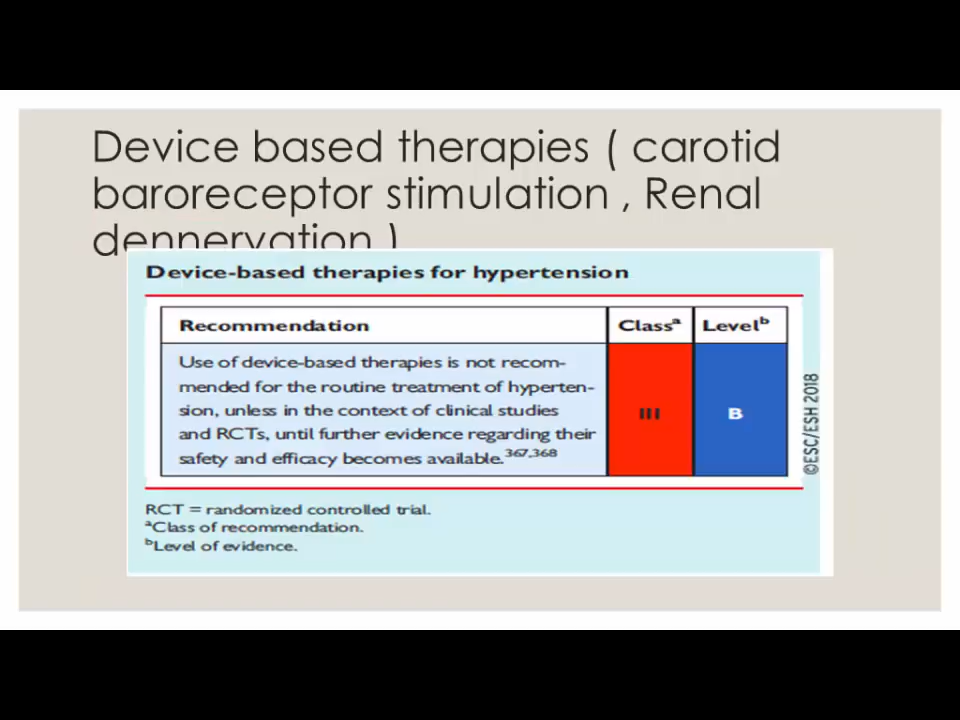 Device based therapies ( carotid
baroreceptor stimulation , Renal
dennervation )
Device-based therapies for hypertension
Recommendation Classᵃ Levelᵇ
Use of device-based therapies is not recom-
mended for the routine treatment of hyperten-
sion, unless in the context of clinical studies
and RCTs, until further evidence regarding their
safety and efficacy becomes available.³⁶⁷,³⁶⁸
III B
©ESC/ESH 2018
RCT = randomized controlled trial.
ᵃClass of recommendation.
ᵇLevel of evidence.